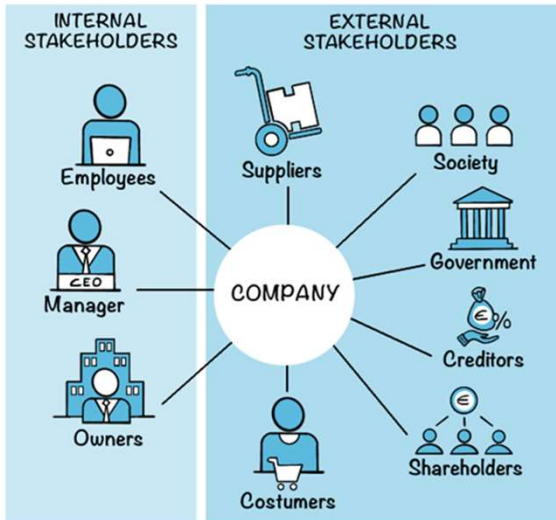 INTERNAL
STAKEHOLDERS
Employees
CEO
Manager
Owners
EXTERNAL
STAKEHOLDERS
Suppliers
Society
Government
€ %
Creditors
€
Shareholders
Costumers
COMPANY